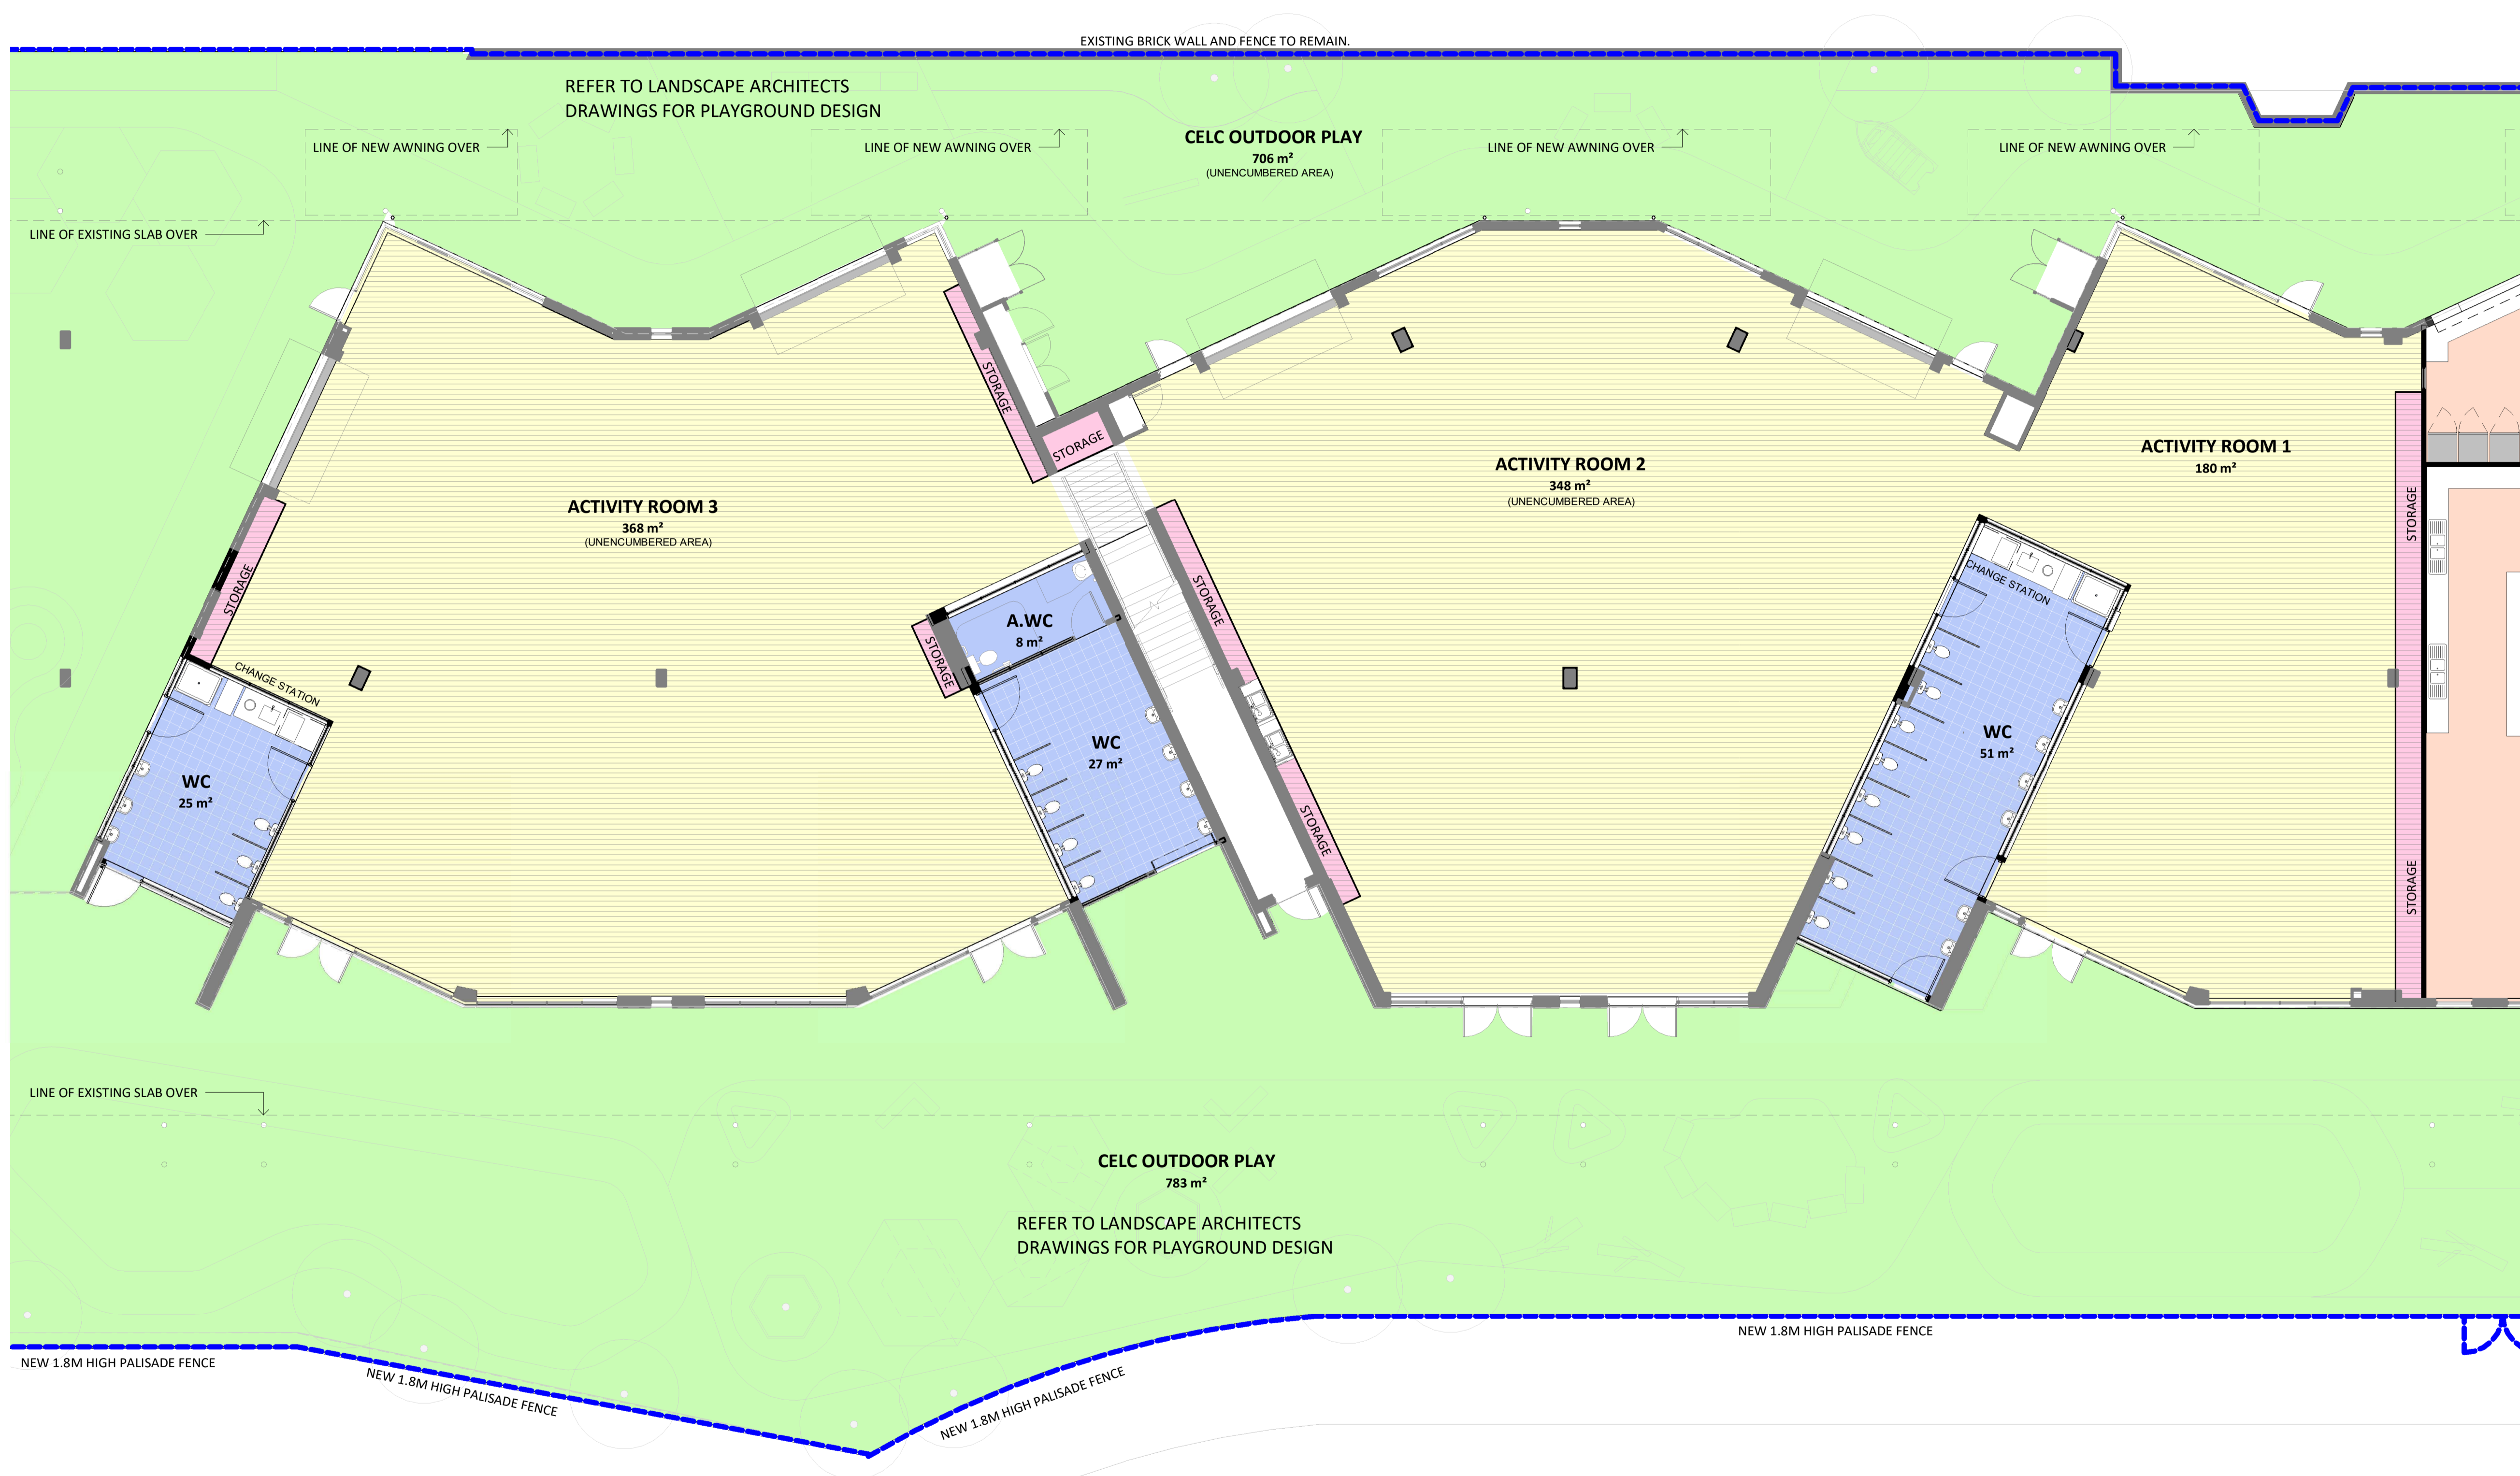 EXISTING BRICK WALL AND FENCE TO REMAIN.
REFER TO LANDSCAPE ARCHITECTS
DRAWINGS FOR PLAYGROUND DESIGN
CELC OUTDOOR PLAY
706 m²
(UNENCUMBERED AREA)
LINE OF NEW AWNING OVER
LINE OF NEW AWNING OVER
LINE OF NEW AWNING OVER
LINE OF NEW AWNING OVER
LINE OF EXISTING SLAB OVER
STORAGE
STORAGE
ACTIVITY ROOM 3
368 m²
(UNENCUMBERED AREA)
ACTIVITY ROOM 2
348 m²
(UNENCUMBERED AREA)
ACTIVITY ROOM 1
180 m²
STORAGE
STORAGE
STORAGE
CHANGE STATION
A.WC
8 m²
STORAGE
CHANGE STATION
WC
25 m²
WC
27 m²
WC
51 m²
STORAGE
STORAGE
LINE OF EXISTING SLAB OVER
CELC OUTDOOR PLAY
783 m²
REFER TO LANDSCAPE ARCHITECTS
DRAWINGS FOR PLAYGROUND DESIGN
NEW 1.8M HIGH PALISADE FENCE
NEW 1.8M HIGH PALISADE FENCE
NEW 1.8M HIGH PALISADE FENCE
NEW 1.8M HIGH PALISADE FENCE